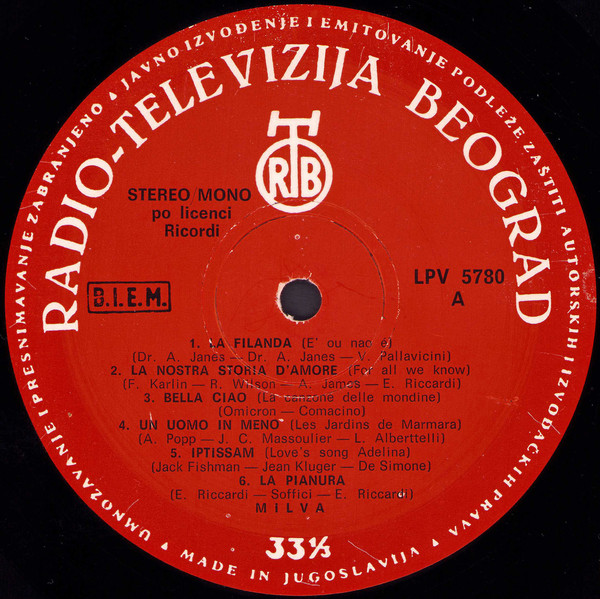 UMNOŽAVANJE I PRESNIMAVANJE ZABRANJENO ▲ JAVNO IZVOĐENJE I EMITOVANJE PODLEŽE ZAŠTITI AUTORSKIH I IZVOĐAČKIH PRAVA
RADIO-TELEVIZIJA BEOGRAD
RTB
STEREO/MONO
po licenci
Ricordi
B.I.E.M.
LPV 5780
A
1. LA FILANDA (E' ou nao é)
(Dr. A. Janes — Dr. A. Janes — V. Pallavicini)
2. LA NOSTRA STORIA D'AMORE (For all we know)
(F. Karlin — R. Wilson — A. James — E. Riccardi)
3. BELLA CIAO (La canzone delle mondine)
(Omicron — Comacino)
4. UN UOMO IN MENO (Les Jardins de Marmara)
(A. Popp — J. C. Massoulier — L. Alberttelli)
5. IPTISSAM (Love's song Adelina)
(Jack Fishman — Jean Kluger — De Simone)
6. LA PIANURA
(E. Riccardi — Soffici — E. Riccardi)
MILVA
33⅓
▲ MADE IN JUGOSLAVIJA ▲